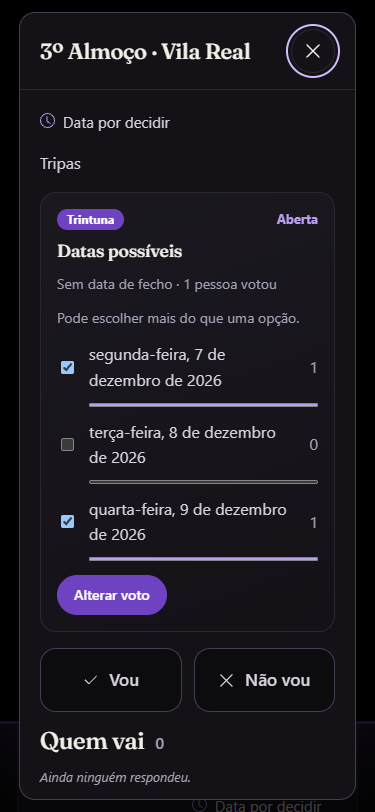 3º Almoço · Vila Real
Data por decidir
Tripas
Trintuna
Aberta
Datas possíveis
Sem data de fecho · 1 pessoa votou
Pode escolher mais do que uma opção.
segunda-feira, 7 de
dezembro de 2026
1
terça-feira, 8 de dezembro
de 2026
0
quarta-feira, 9 de dezembro
de 2026
1
Alterar voto
Vou
Não vou
Quem vai 0
Ainda ninguém respondeu.
Data por decidir